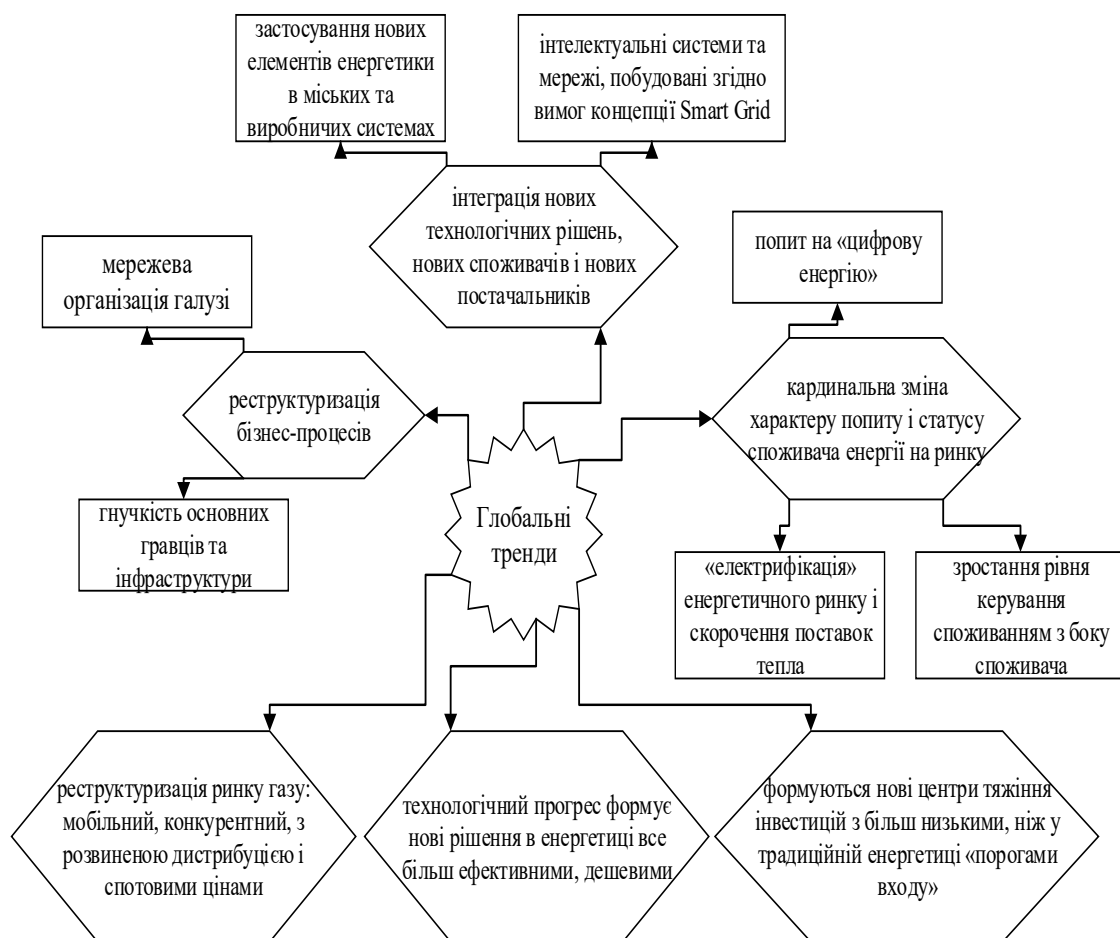 застосування нових
елементів енергетики
в міських та
виробничих системах
інтелектуальні системи та
мережі, побудовані згідно
вимог концепції Smart Grid
інтеграція нових
технологічних рішень,
нових споживачів і нових
постачальників
попит на «цифрову
енергію»
мережева
організація галузі
реструктуризація
бізнес-процесів
кардинальна зміна
характеру попиту і статусу
споживача енергії на ринку
гнучкість основних
гравців та
інфраструктури
Глобальні
тренди
«електрифікація»
енергетичного ринку і
скорочення поставок
тепла
зростання рівня
керування
споживанням з боку
споживача
реструктуризація ринку газу:
мобільний, конкурентний, з
розвиненою дистрибуцією і
спотовими цінами
технологічний прогрес формує
нові рішення в енергетиці все
більш ефективними, дешевими
формуються нові центри тяжіння
інвестицій з більш низькими, ніж у
традиційній енергетиці «порогами
входу»